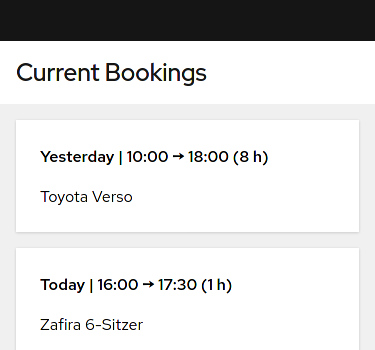 Current Bookings
Yesterday | 10:00 → 18:00 (8 h)
Toyota Verso
Today | 16:00 → 17:30 (1 h)
Zafira 6-Sitzer